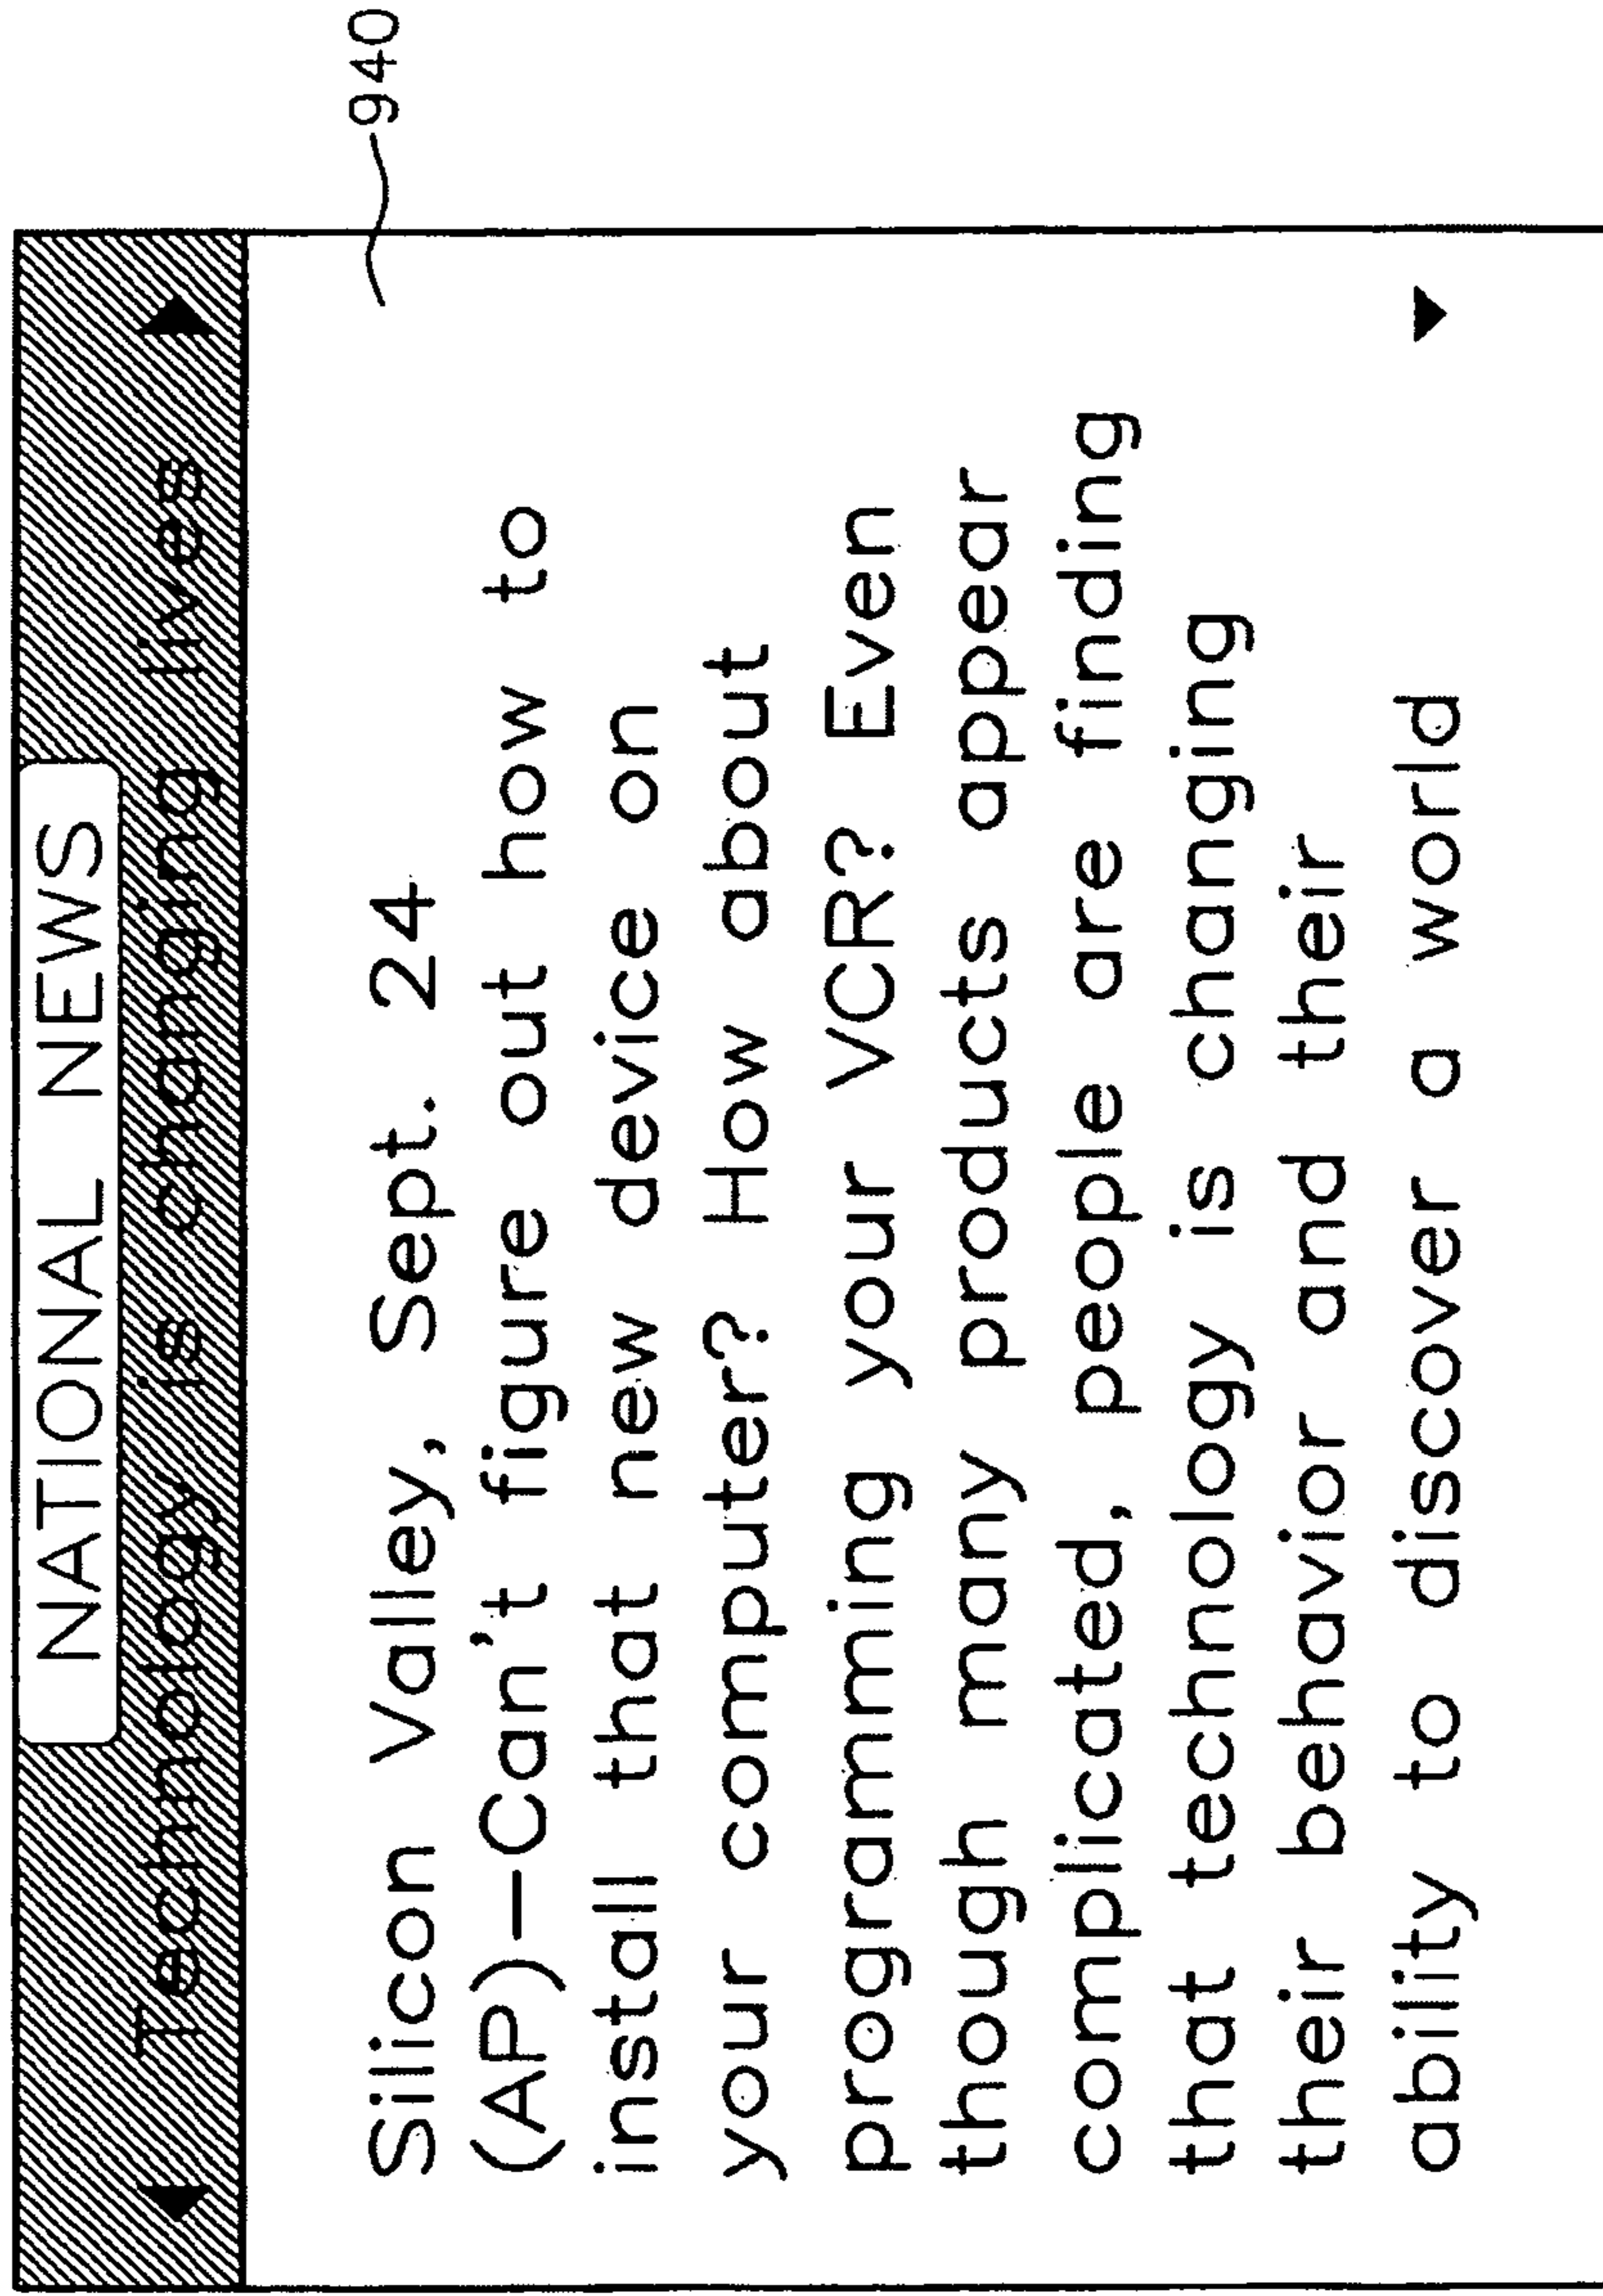 NATIONAL NEWS
Technology is changing lives
940
Silicon Valley, Sept. 24
(AP)–Can't figure out how to
install that new device on
your computer? How about
programming your VCR? Even
though many products appear
complicated, people are finding
that technology is changing
their behavior and their
ability to discover a world